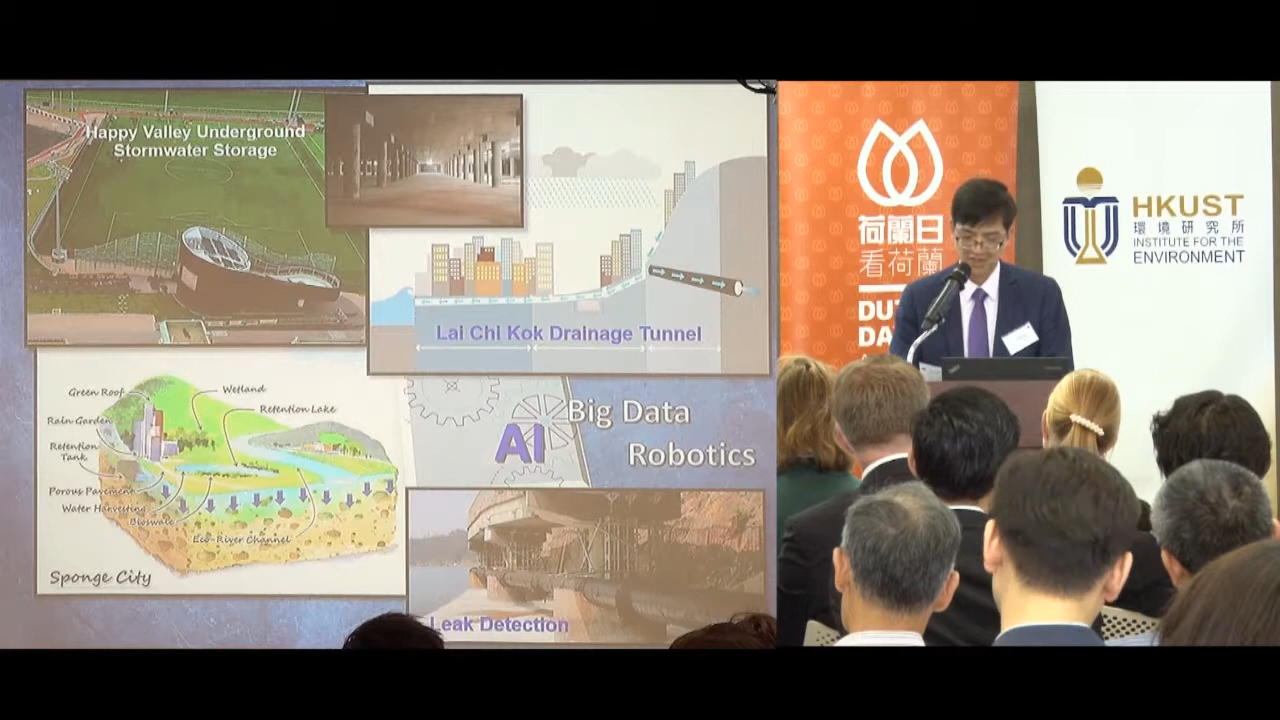 Happy Valley Underground
Stormwater Storage
Lai Chi Kok Drainage Tunnel
Green Roof
Wetland
Rain Garden
Retention Lake
Retention
Tank
Porous Pavement
Water Harvesting
Bioswale
Eco-River Channel
Sponge City
AI
Big Data
Robotics
Leak Detection
荷蘭日
看荷蘭
HKUST
環境研究所
INSTITUTE FOR THE
ENVIRONMENT